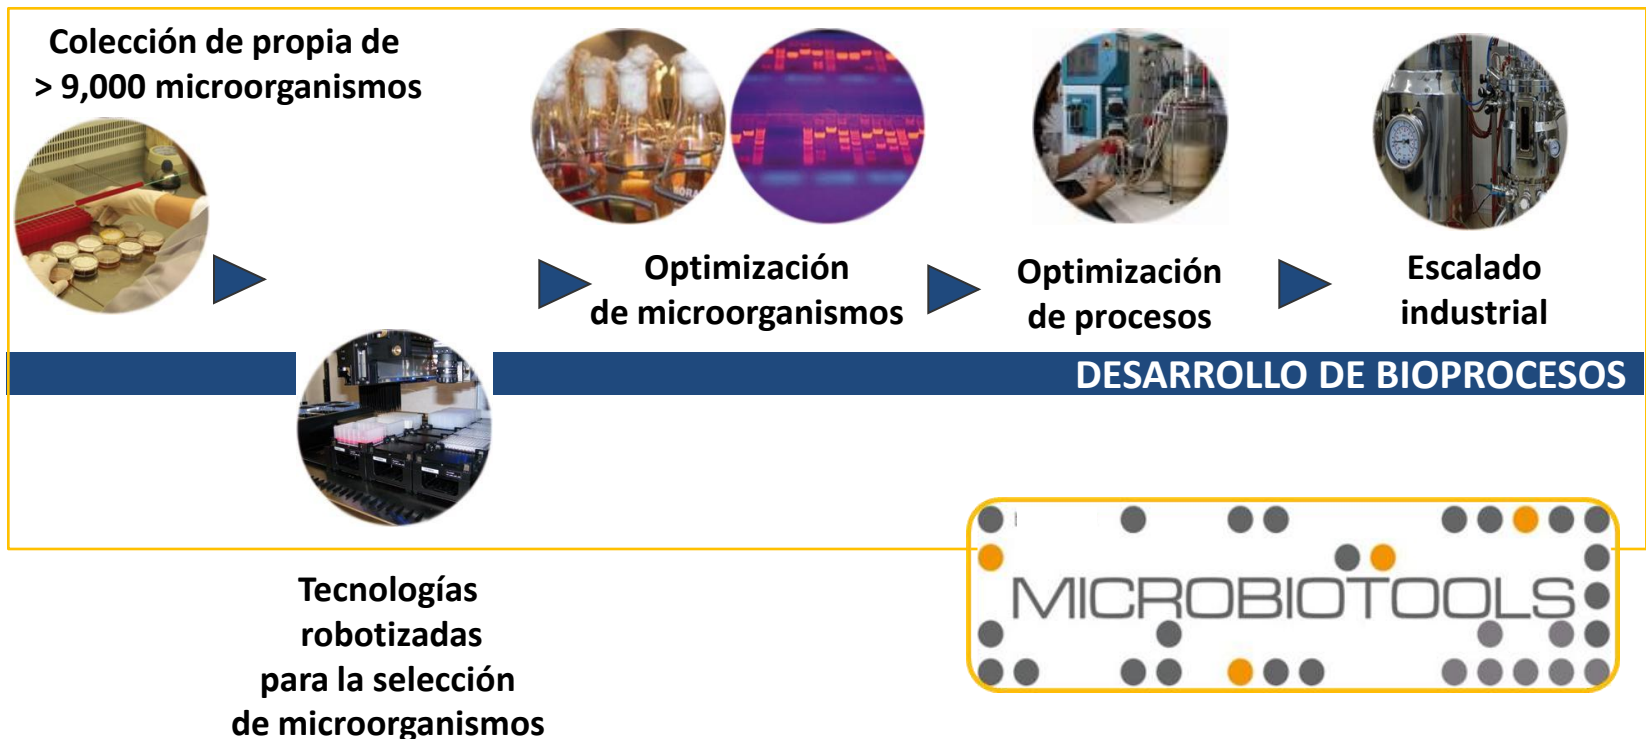 Colección de propia de
> 9,000 microorganismos
Optimización
de microorganismos
Optimización
de procesos
Escalado
industrial
DESARROLLO DE BIOPROCESOS
Tecnologías
robotizadas
para la selección
de microorganismos
MICROBIOTOOLS